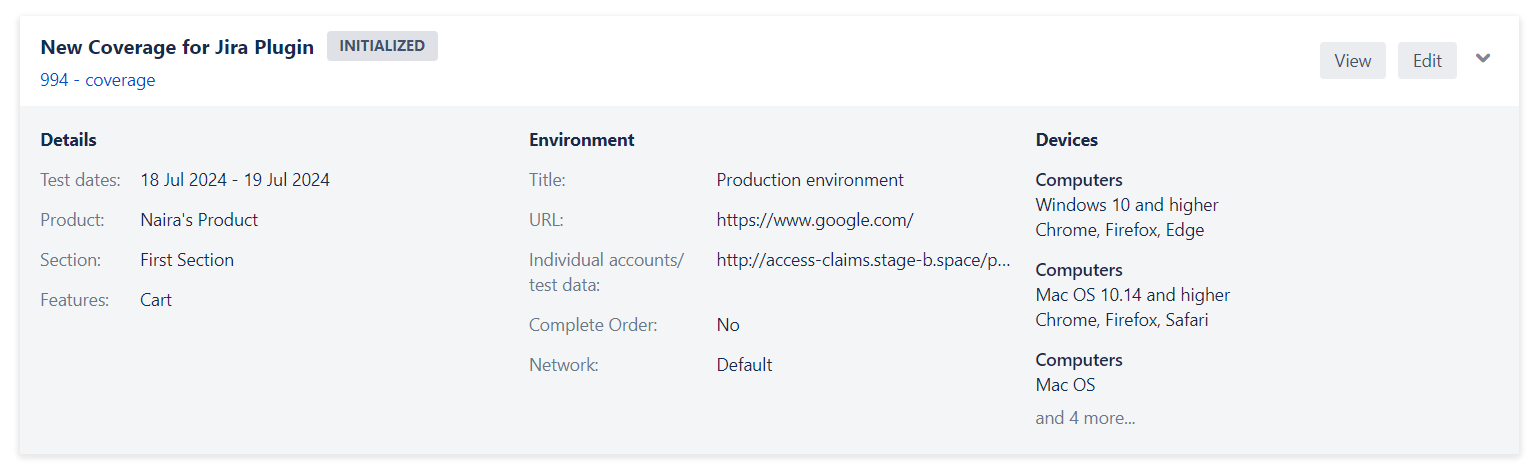 New Coverage for Jira Plugin INITIALIZED
994 - coverage
View Edit
Details
Test dates: 18 Jul 2024 - 19 Jul 2024
Product: Naira's Product
Section: First Section
Features: Cart
Environment
Title: Production environment
URL: https://www.google.com/
Individual accounts/ http://access-claims.stage-b.space/p...
test data:
Complete Order: No
Network: Default
Devices
Computers
Windows 10 and higher
Chrome, Firefox, Edge
Computers
Mac OS 10.14 and higher
Chrome, Firefox, Safari
Computers
Mac OS
and 4 more...